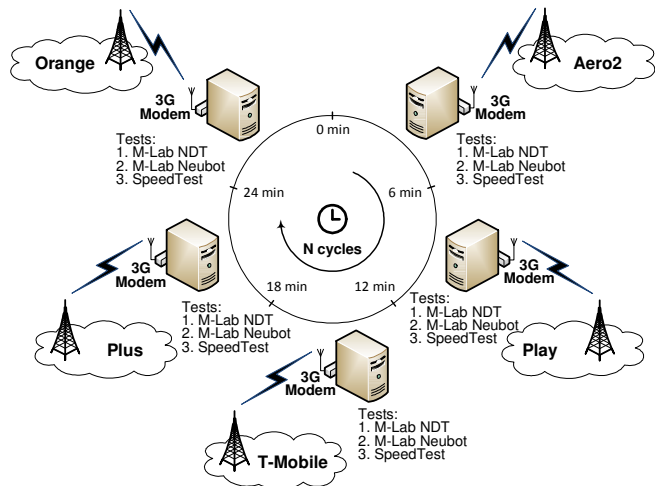 Orange
3G
Modem
Tests:
1. M-Lab NDT
2. M-Lab Neubot
3. SpeedTest
Aero2
3G
Modem
Tests:
1. M-Lab NDT
2. M-Lab Neubot
3. SpeedTest
0 min
6 min
12 min
18 min
24 min
N cycles
Plus
3G
Modem
Tests:
1. M-Lab NDT
2. M-Lab Neubot
3. SpeedTest
Play
3G
Modem
Tests:
1. M-Lab NDT
2. M-Lab Neubot
3. SpeedTest
T-Mobile
3G
Modem
Tests:
1. M-Lab NDT
2. M-Lab Neubot
3. SpeedTest